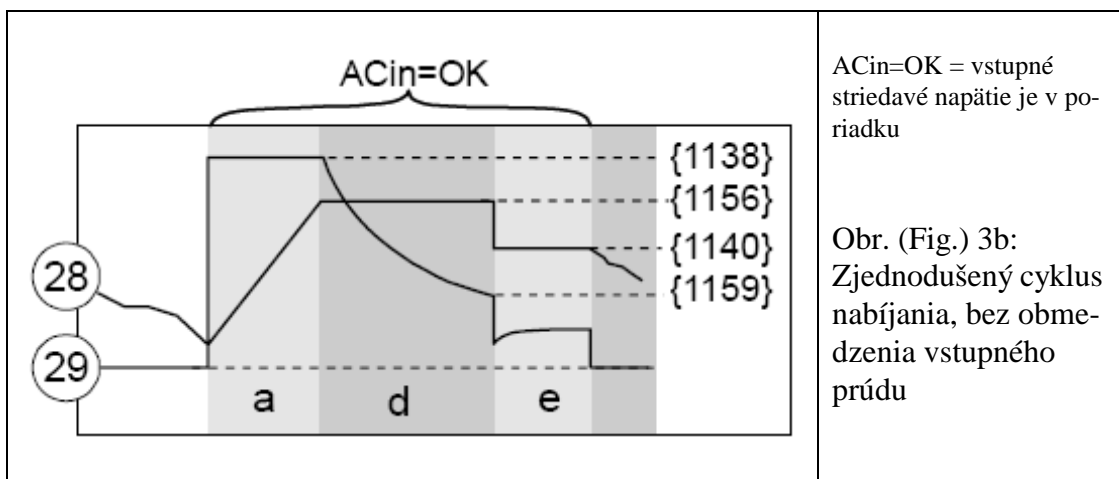 ACin=OK
{1138}
{1156}
{1140}
{1159}
28
29
a d e
ACin=OK = vstupné
striedavé napätie je v po-
riadku
Obr. (Fig.) 3b:
Zjednodušený cyklus
nabíjania, bez obme-
dzenia vstupného
prúdu